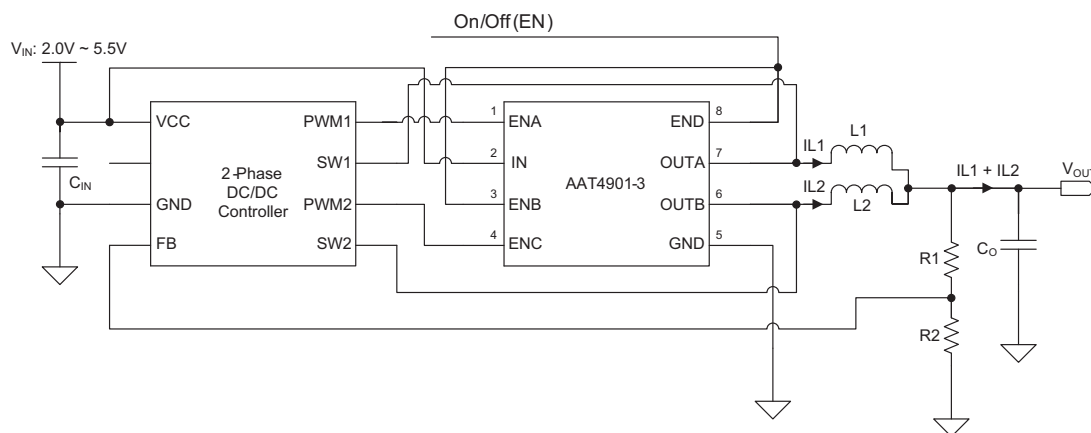 On/Off(EN)
V_IN: 2.0V ~ 5.5V
C_IN
VCC
GND
FB
2-Phase
DC/DC
Controller
PWM1
SW1
PWM2
SW2
1
2
3
4
ENA
IN
ENB
ENC
AAT4901-3
END
OUTA
OUTB
GND
8
7
6
5
IL1
L1
IL2
L2
IL1 + IL2
V_OUT
R1
R2
C_O